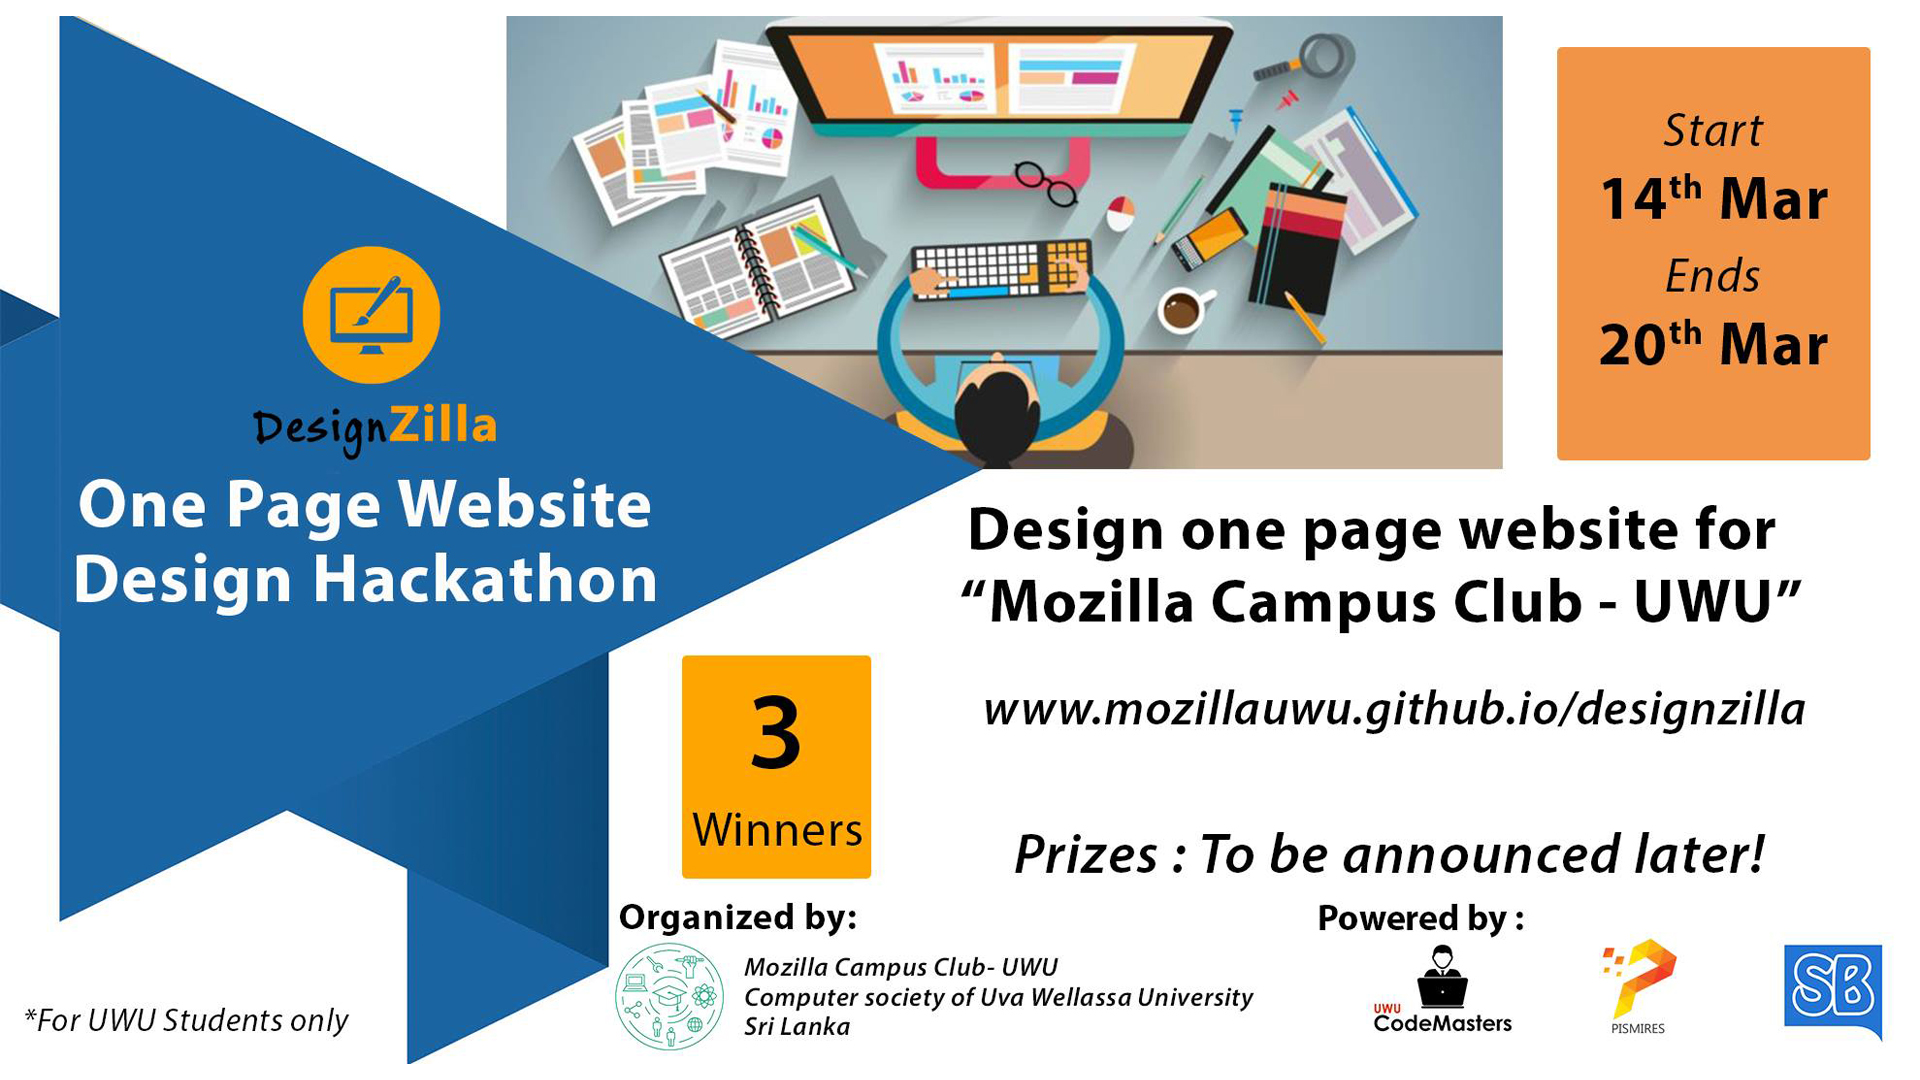 DesignZilla
One Page Website
Design Hackathon
Start
14th Mar
Ends
20th Mar
Design one page website for
“Mozilla Campus Club - UWU”
www.mozillauwu.github.io/designzilla
3
Winners
Prizes : To be announced later!
Organized by:
Mozilla Campus Club- UWU
Computer society of Uva Wellassa University
Sri Lanka
Powered by :
UWU
CodeMasters
PISMIRES
SB
*For UWU Students only